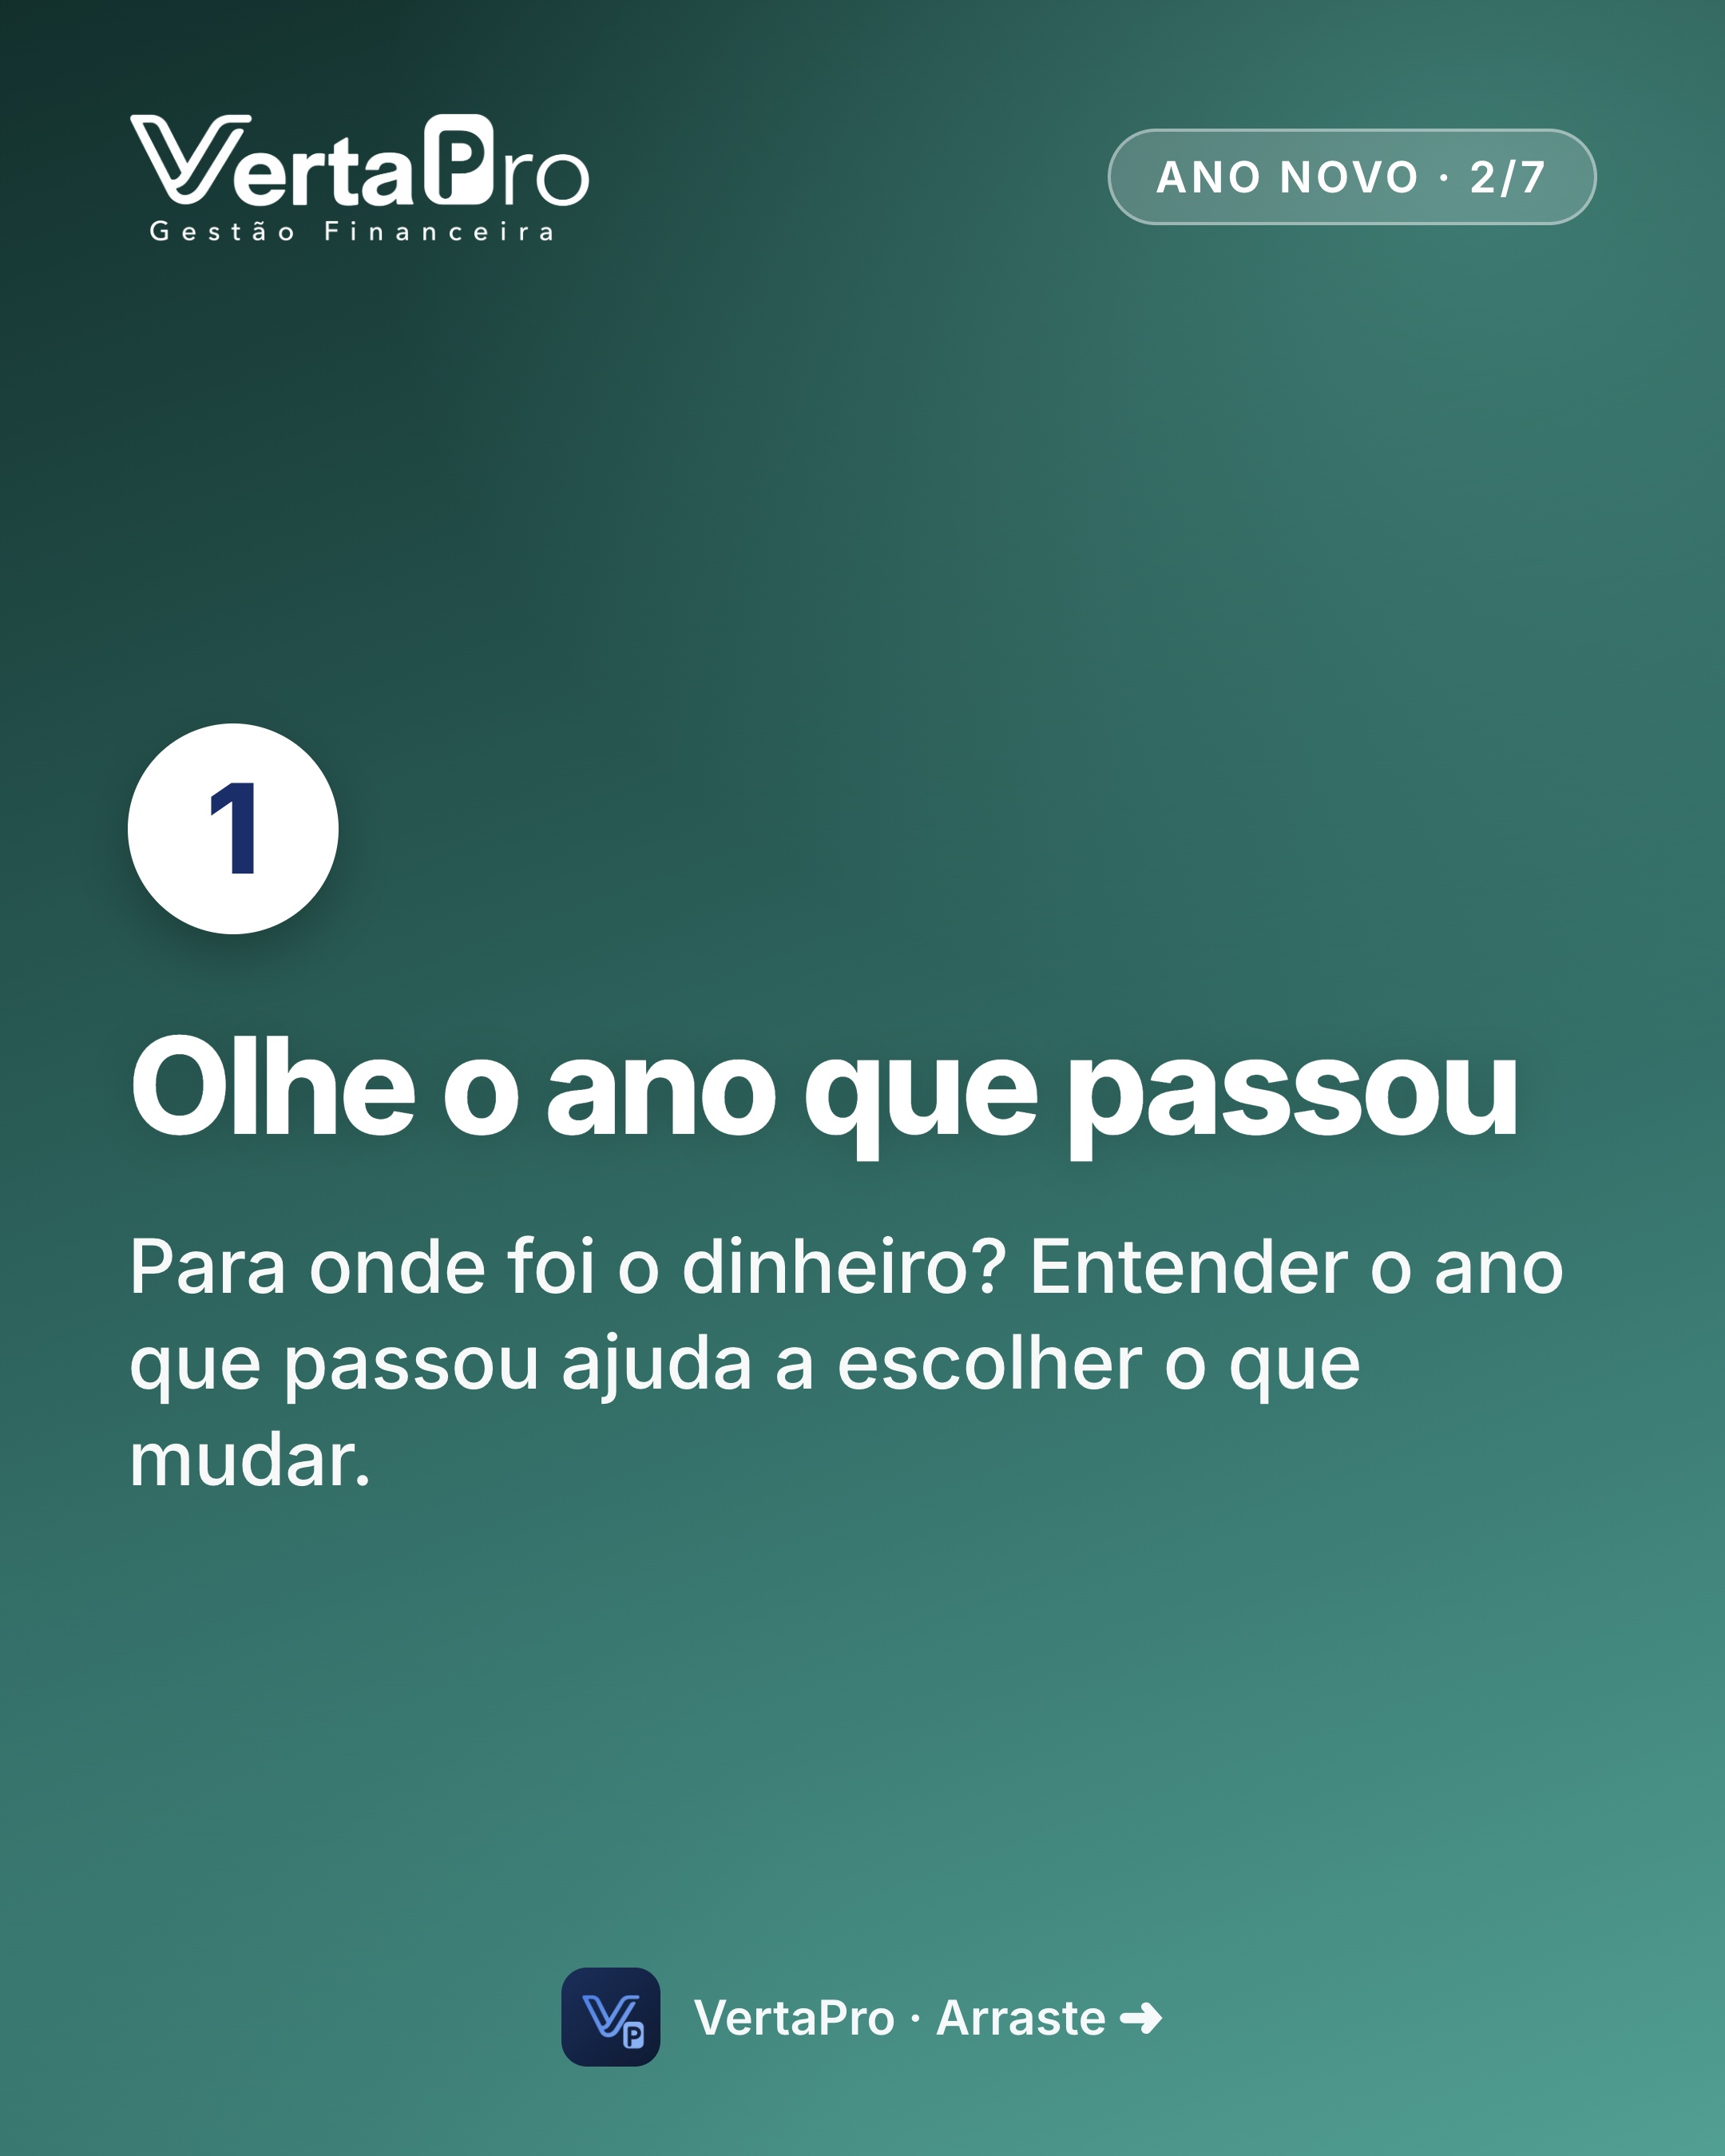 VertaPro
Gestão Financeira
ANO NOVO · 2/7
1
Olhe o ano que passou
Para onde foi o dinheiro? Entender o ano
que passou ajuda a escolher o que
mudar.
VP
VertaPro · Arraste ➜